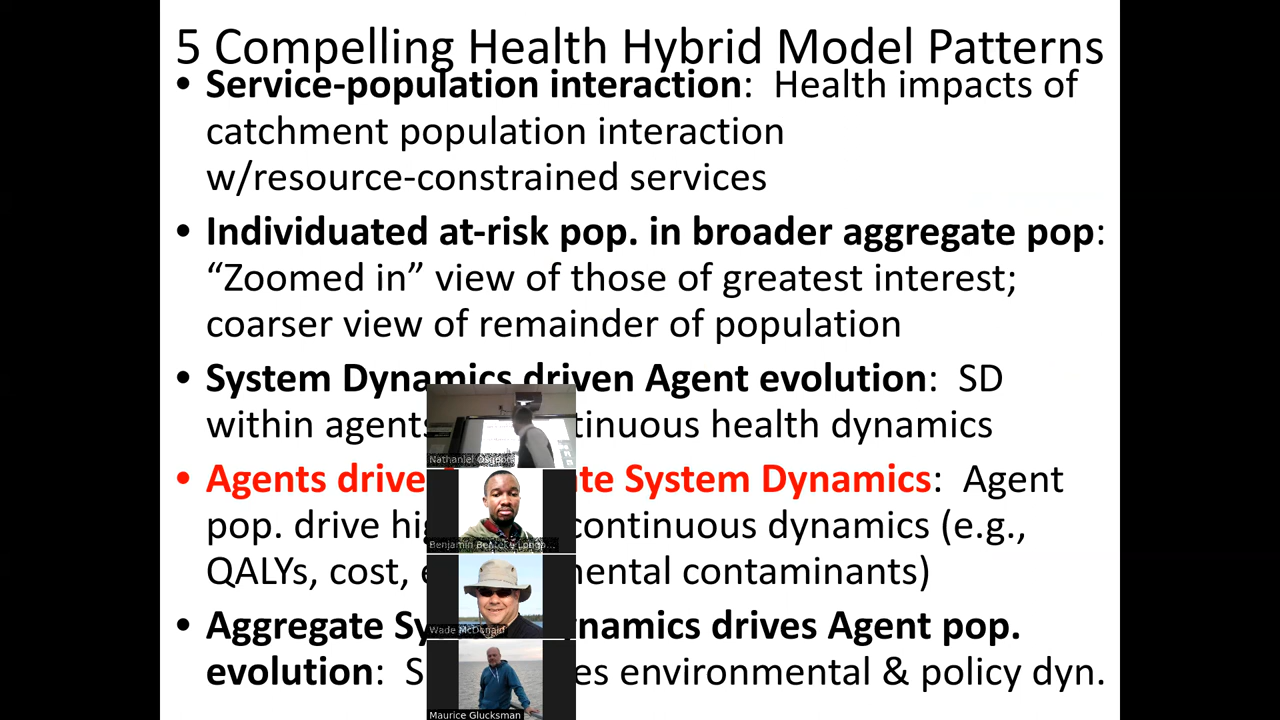 5 Compelling Health Hybrid Model Patterns
• Service-population interaction: Health impacts of
catchment population interaction
w/resource-constrained services
• Individuated at-risk pop. in broader aggregate pop:
“Zoomed in” view of those of greatest interest;
coarser view of remainder of population
• System Dynamics driven Agent evolution: SD
within agents tinuous health dynamics
Nathaniel Osgood
• Agents drive te System Dynamics: Agent
pop. drive hi continuous dynamics (e.g.,
Benjamin
QALYs, cost, e mental contaminants)
• Aggregate Sy namics drives Agent pop.
Wade McDonald
evolution: S es environmental & policy dyn.
Maurice Glucksman